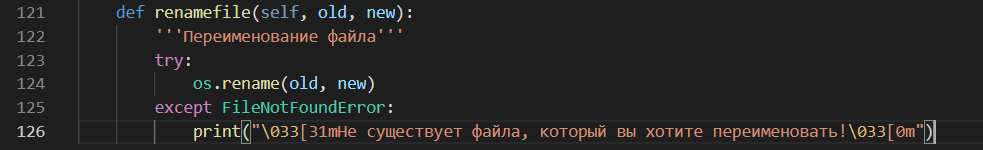 121 def renamefile(self, old, new):
122 '''Переименование файла'''
123 try:
124 os.rename(old, new)
125 except FileNotFoundError:
126 print("\033[31mНе существует файла, который вы хотите переименовать!\033[0m")